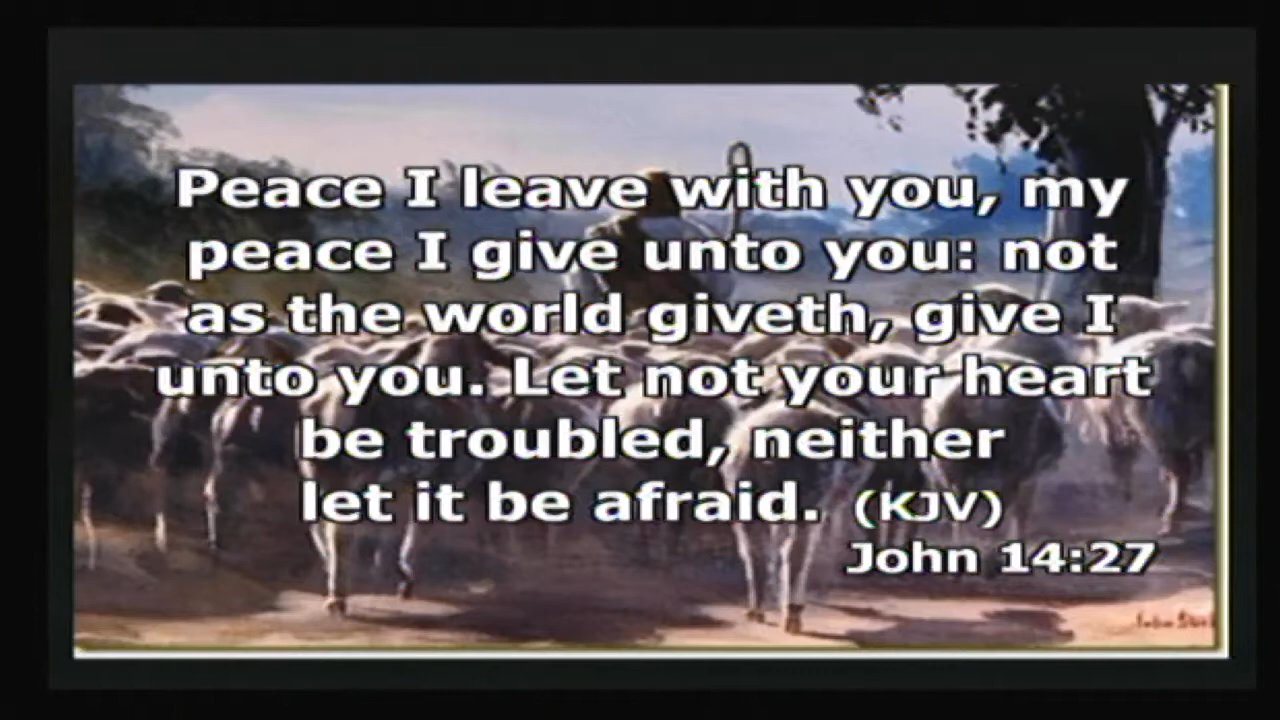 Peace I leave with you, my
peace I give unto you: not
as the world giveth, give I
unto you. Let not your heart
be troubled, neither
let it be afraid. (KJV)
John 14:27